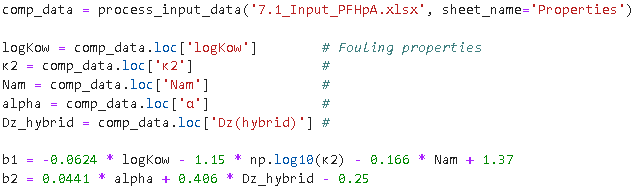 comp_data = process_input_data('7.1_Input_PFHpA.xlsx', sheet_name='Properties')
logKow = comp_data.loc['logKow'] # Fouling properties
κ2 = comp_data.loc['κ2'] #
Nam = comp_data.loc['Nam'] #
alpha = comp_data.loc['α'] #
Dz_hybrid = comp_data.loc['Dz(hybrid)'] #
b1 = -0.0624 * logKow - 1.15 * np.log10(κ2) - 0.166 * Nam + 1.37
b2 = 0.0441 * alpha + 0.406 * Dz_hybrid - 0.25